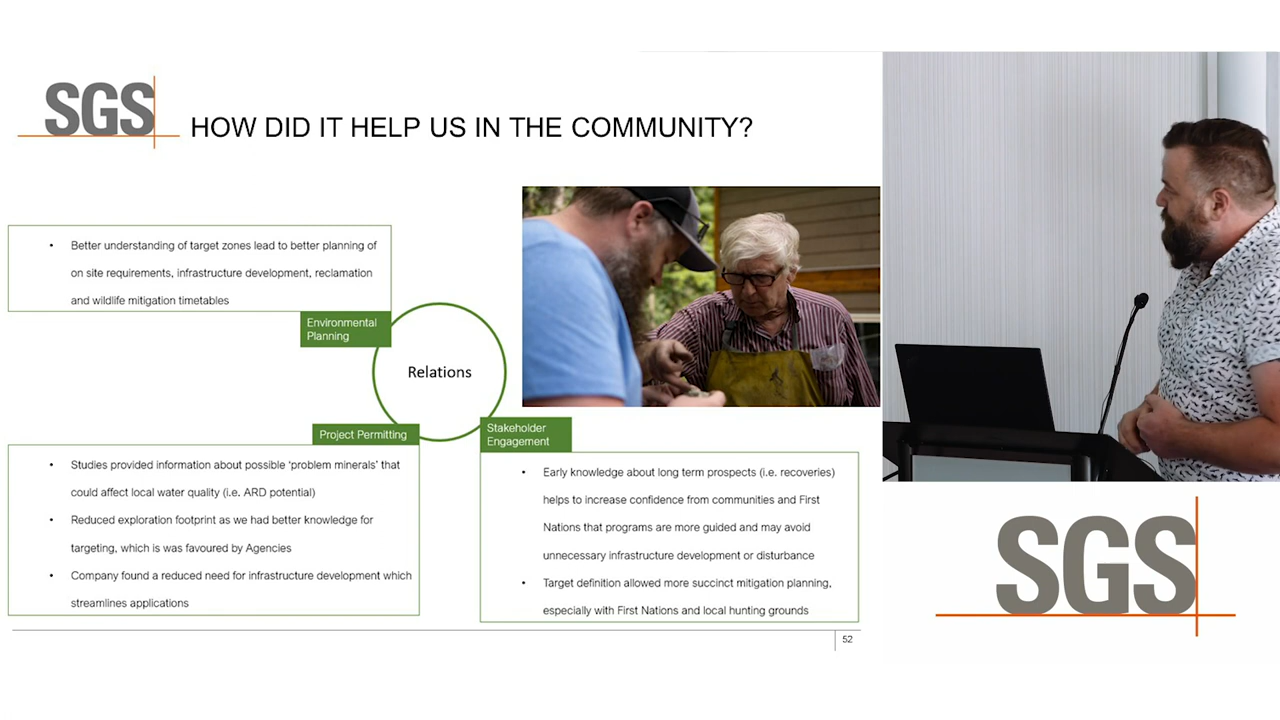 SGS
HOW DID IT HELP US IN THE COMMUNITY?
• Better understanding of target zones lead to better planning of
on site requirements, infrastructure development, reclamation
and wildlife mitigation timetables
Environmental
Planning
Relations
Project Permitting
• Studies provided information about possible ‘problem minerals’ that
could affect local water quality (i.e. ARD potential)
• Reduced exploration footprint as we had better knowledge for
targeting, which is was favoured by Agencies
• Company found a reduced need for infrastructure development which
streamlines applications
Stakeholder
Engagement
• Early knowledge about long term prospects (i.e. recoveries)
helps to increase confidence from communities and First
Nations that programs are more guided and may avoid
unnecessary infrastructure development or disturbance
• Target definition allowed more succinct mitigation planning,
especially with First Nations and local hunting grounds
52
SGS